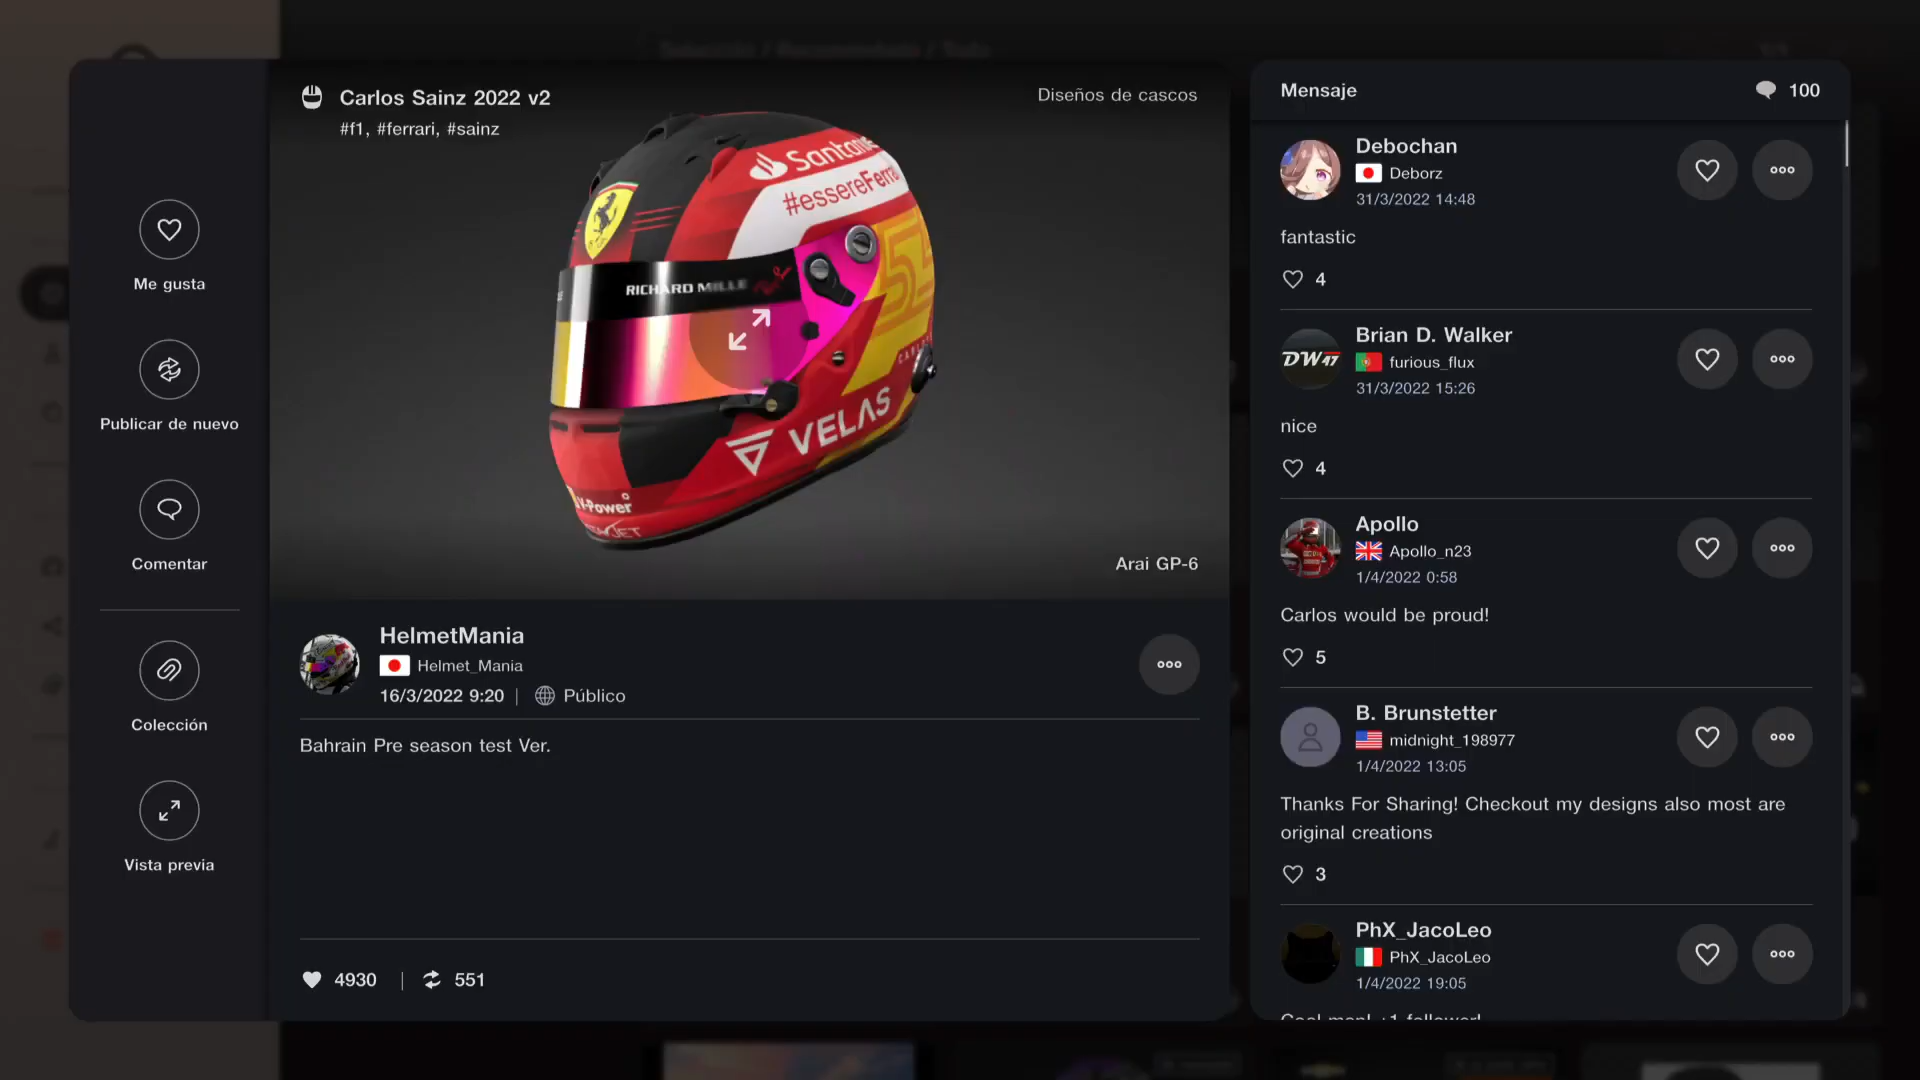 Carlos Sainz 2022 v2
#f1, #ferrari, #sainz
Diseños de cascos
Santander
#essereFerra
RICHARD MILLE
VELAS
V-Power
Arai GP-6
Me gusta
Publicar de nuevo
Comentar
Colección
Vista previa
HelmetMania
Helmet_Mania
16/3/2022 9:20 | Público
Bahrain Pre season test Ver.
4930 | 551
Mensaje
100
Debochan
Deborz
31/3/2022 14:48
fantastic
4
DW47
Brian D. Walker
furious_flux
31/3/2022 15:26
nice
4
Apollo
Apollo_n23
1/4/2022 0:58
Carlos would be proud!
5
B. Brunstetter
midnight_198977
1/4/2022 13:05
Thanks For Sharing! Checkout my designs also most are
original creations
3
PhX_JacoLeo
PhX_JacoLeo
1/4/2022 19:05